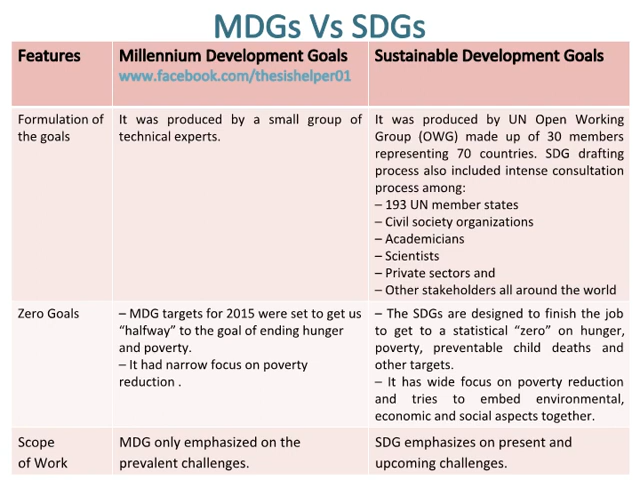 MDGs Vs SDGs
Features
Millennium Development Goals
www.facebook.com/thesishelper01
Sustainable Development Goals
Formulation of
the goals
It was produced by a small group of
technical experts.
It was produced by UN Open Working
Group (OWG) made up of 30 members
representing 70 countries. SDG drafting
process also included intense consultation
process among:
– 193 UN member states
– Civil society organizations
– Academicians
– Scientists
– Private sectors and
– Other stakeholders all around the world
Zero Goals
– MDG targets for 2015 were set to get us
“halfway” to the goal of ending hunger
and poverty.
– It had narrow focus on poverty
reduction .
– The SDGs are designed to finish the job
to get to a statistical “zero” on hunger,
poverty, preventable child deaths and
other targets.
– It has wide focus on poverty reduction
and tries to embed environmental,
economic and social aspects together.
Scope
of Work
MDG only emphasized on the
prevalent challenges.
SDG emphasizes on present and
upcoming challenges.